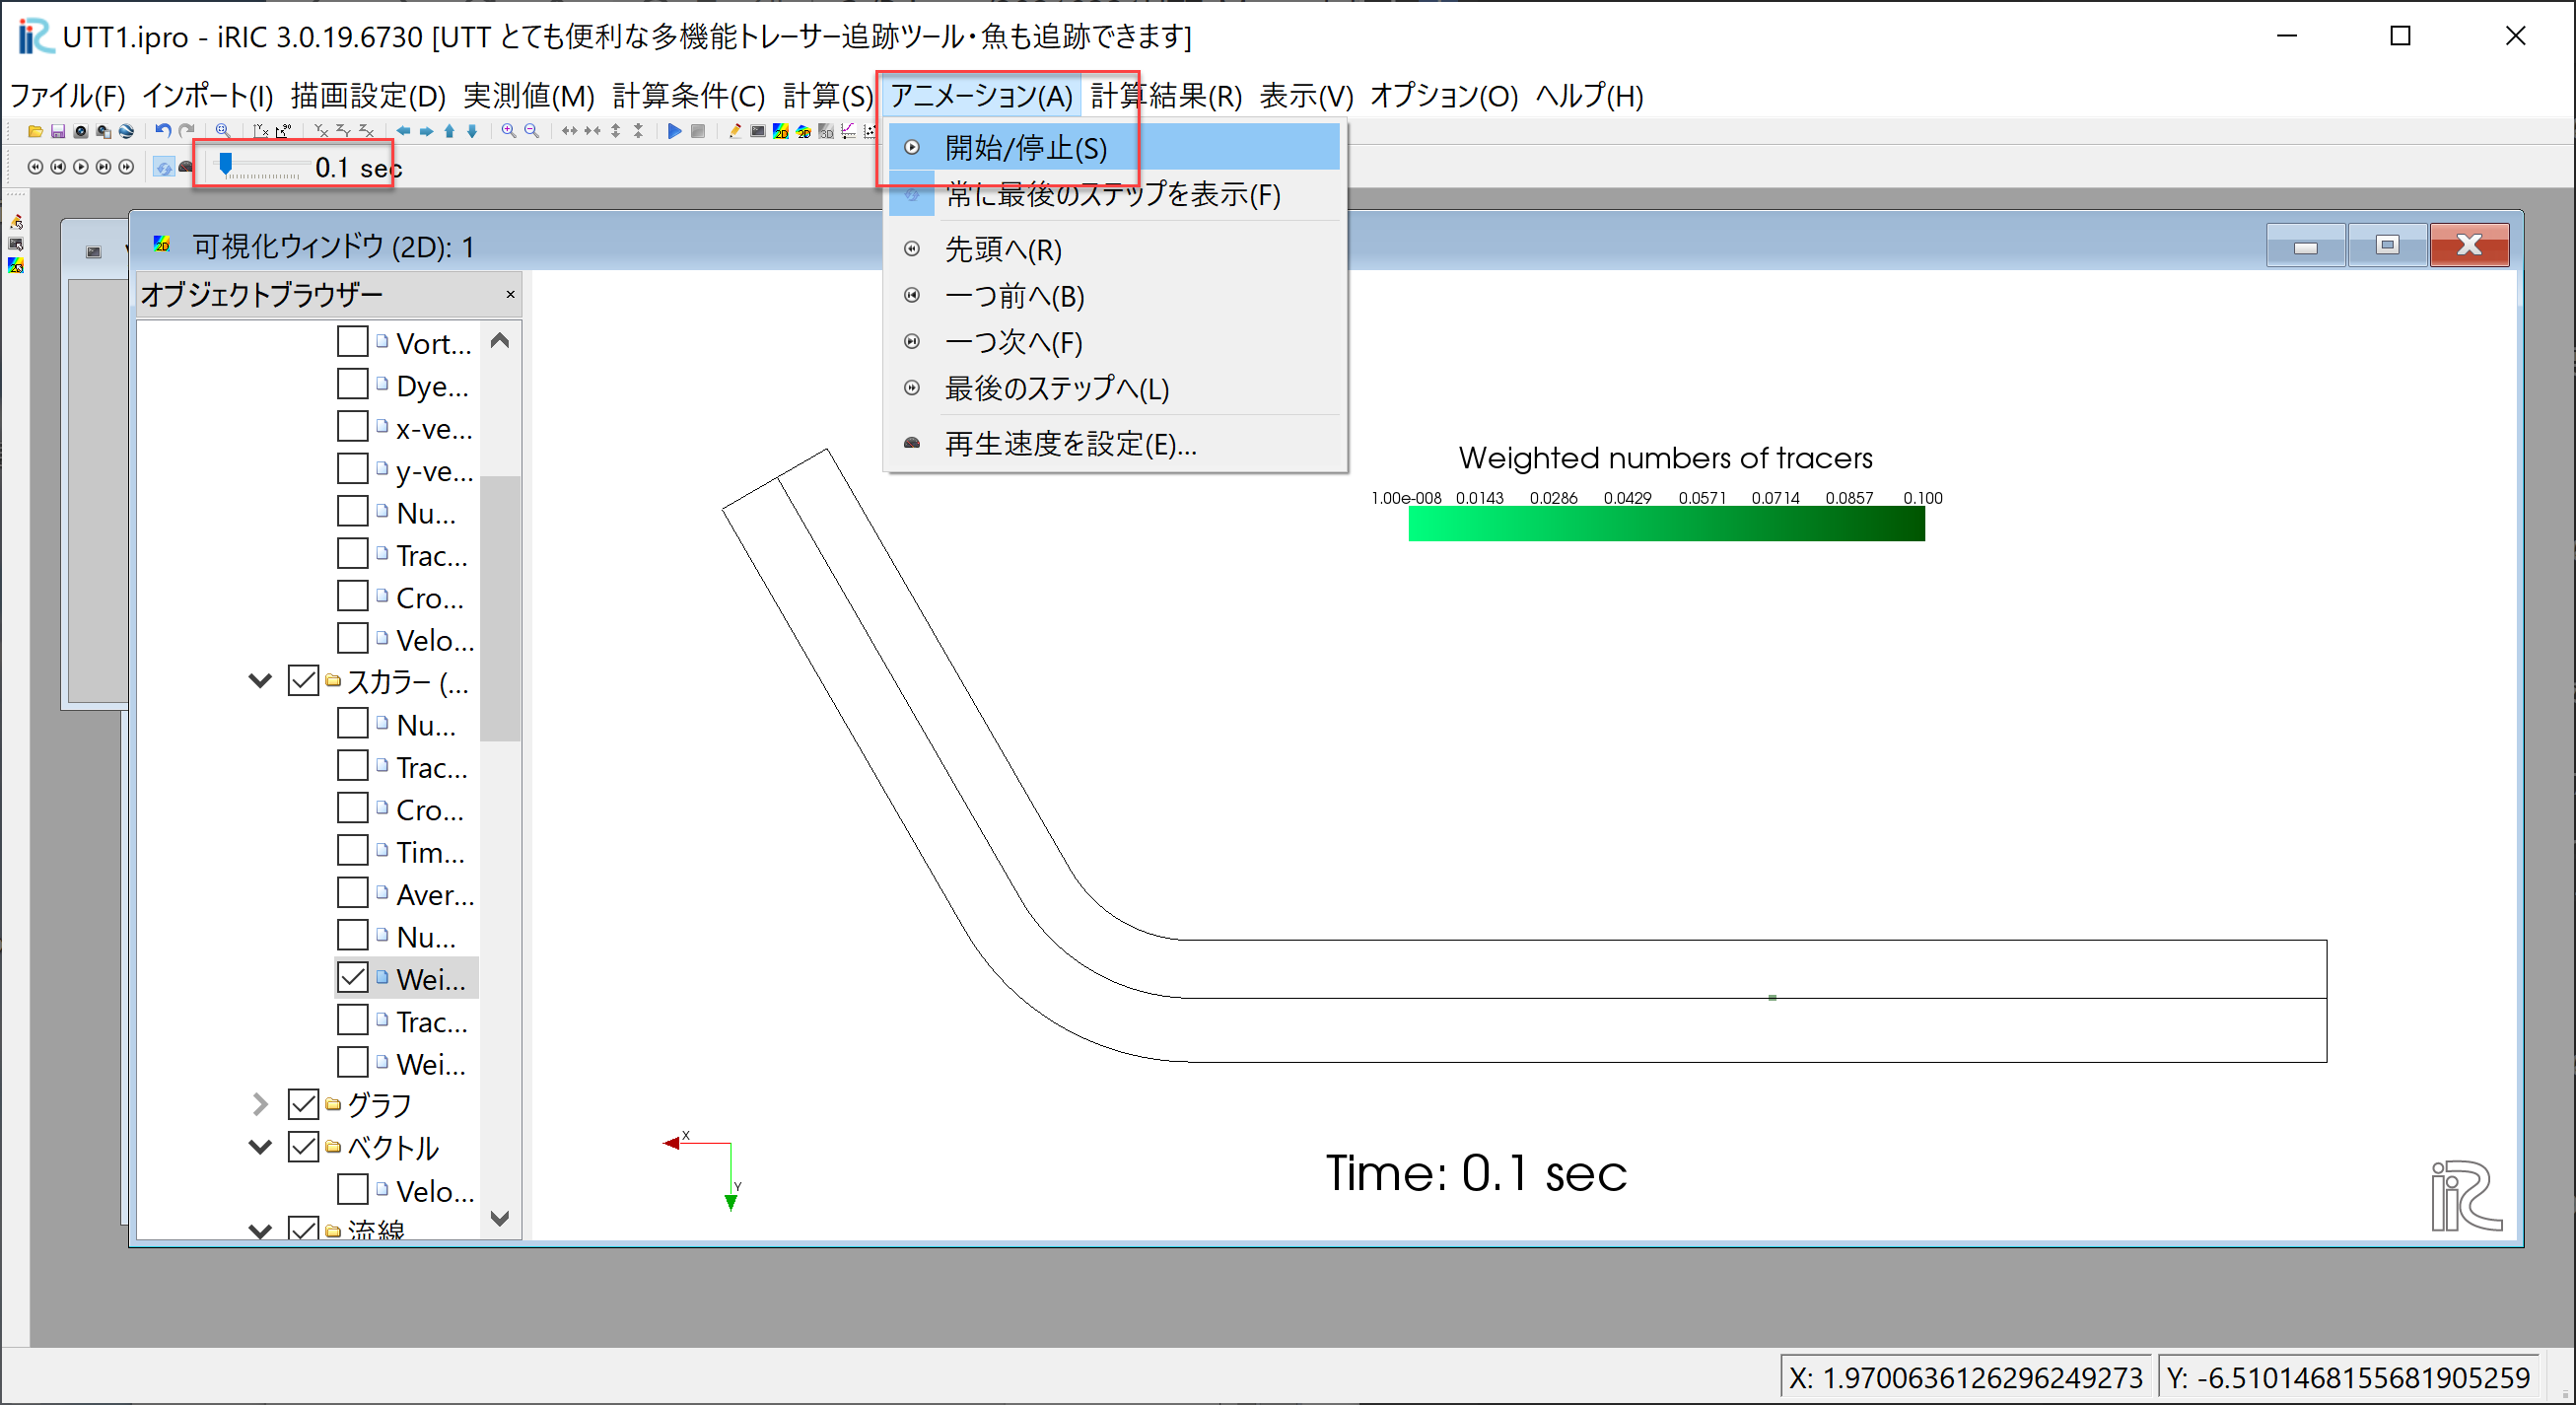 UTT1.ipro - iRIC 3.0.19.6730 [UTT とても便利な多機能トレーサー追跡ツール・魚も追跡できます]
ファイル(F) インポート(I) 描画設定(D) 実測値(M) 計算条件(C) 計算(S) アニメーション(A) 計算結果(R) 表示(V) オプション(O) ヘルプ(H)
0.1 sec
開始/停止(S)
常に最後のステップを表示(F)
先頭へ(R)
一つ前へ(B)
一つ次へ(F)
最後のステップへ(L)
再生速度を設定(E)...
可視化ウィンドウ (2D): 1
オブジェクトブラウザー
Vort...
Dye...
x-ve...
y-ve...
Nu...
Trac...
Cro...
Velo...
スカラー (...
Nu...
Trac...
Cro...
Tim...
Aver...
Nu...
Wei...
Trac...
Wei...
グラフ
ベクトル
Velo...
流線
Weighted numbers of tracers
1.00e-008 0.0143 0.0286 0.0429 0.0571 0.0714 0.0857 0.100
X
Y
Time: 0.1 sec
iRIC
X: 1.9700636126296249273 Y: -6.5101468155681905259